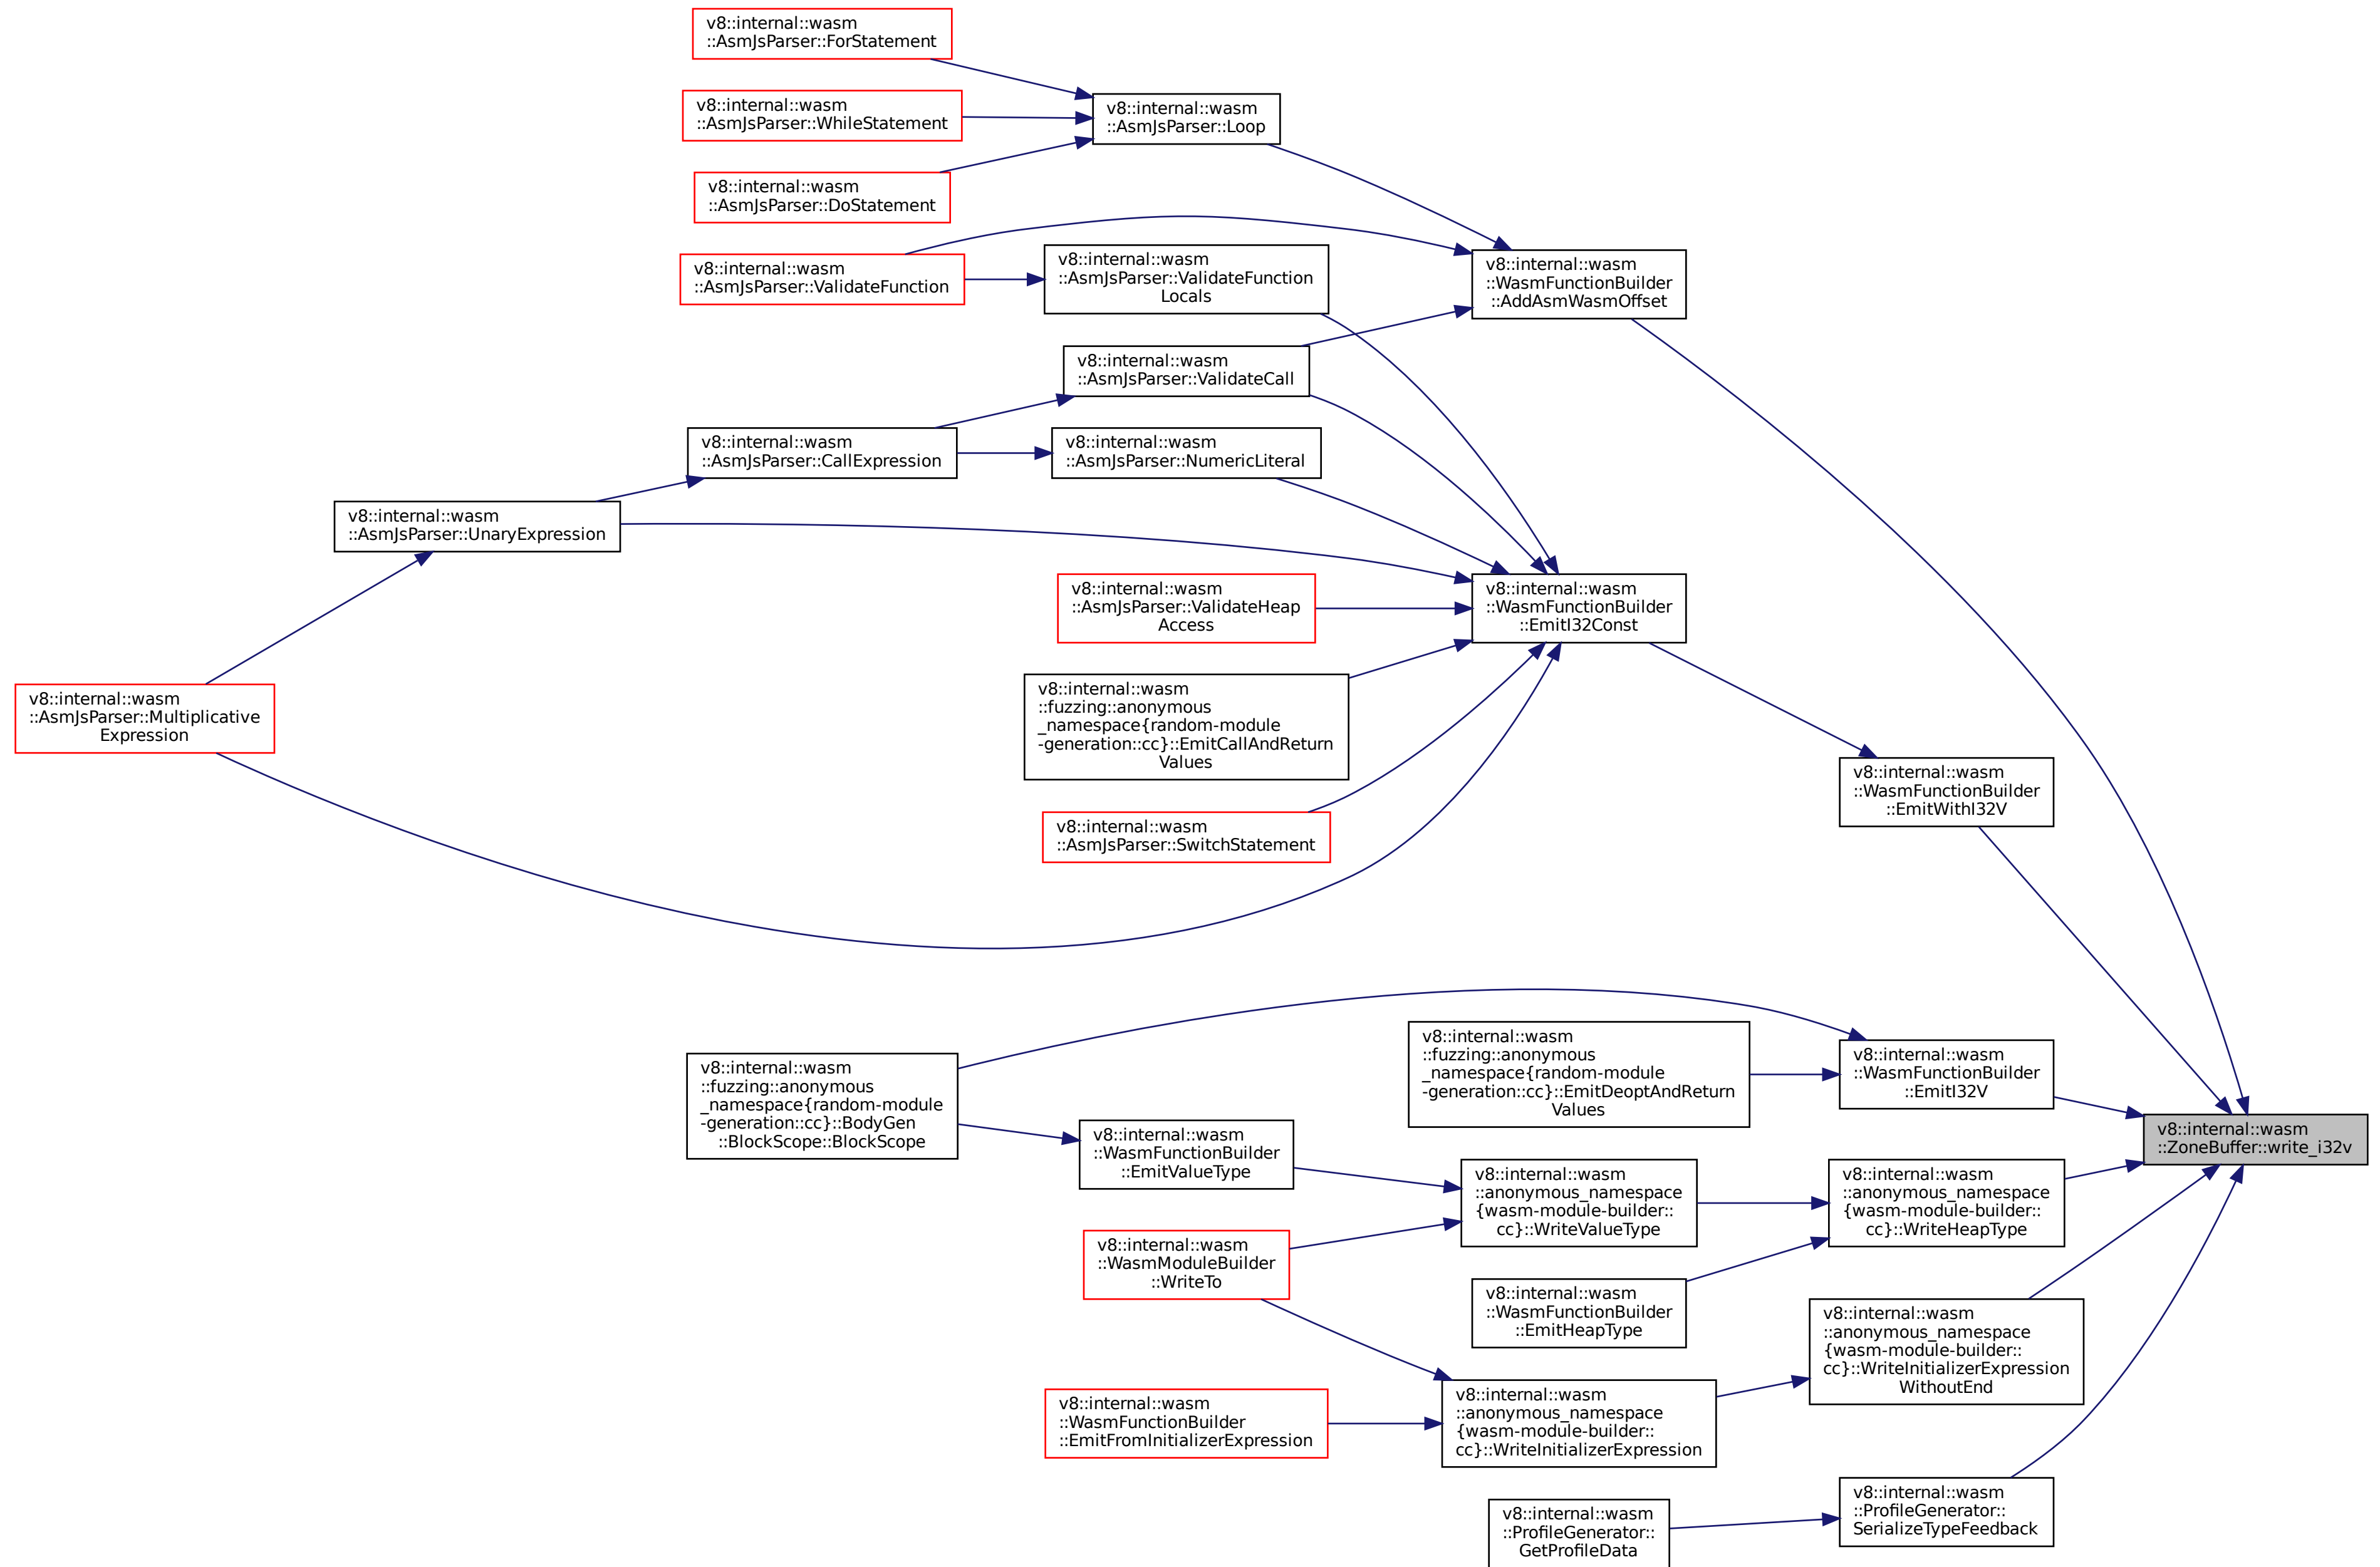 v8::internal::wasm
::AsmJsParser::ForStatement
v8::internal::wasm
::AsmJsParser::WhileStatement
v8::internal::wasm
::AsmJsParser::Loop
v8::internal::wasm
::AsmJsParser::DoStatement
v8::internal::wasm
::AsmJsParser::ValidateFunction
v8::internal::wasm
::AsmJsParser::ValidateFunction
Locals
v8::internal::wasm
::WasmFunctionBuilder
::AddAsmWasmOffset
v8::internal::wasm
::AsmJsParser::ValidateCall
v8::internal::wasm
::AsmJsParser::CallExpression
v8::internal::wasm
::AsmJsParser::NumericLiteral
v8::internal::wasm
::AsmJsParser::UnaryExpression
v8::internal::wasm
::AsmJsParser::ValidateHeap
Access
v8::internal::wasm
::WasmFunctionBuilder
::EmitI32Const
v8::internal::wasm
::AsmJsParser::Multiplicative
Expression
v8::internal::wasm
::fuzzing::anonymous
_namespace{random-module
-generation::cc}::EmitCallAndReturn
Values
v8::internal::wasm
::WasmFunctionBuilder
::EmitWithI32V
v8::internal::wasm
::AsmJsParser::SwitchStatement
v8::internal::wasm
::fuzzing::anonymous
_namespace{random-module
-generation::cc}::EmitDeoptAndReturn
Values
v8::internal::wasm
::WasmFunctionBuilder
::EmitI32V
v8::internal::wasm
::fuzzing::anonymous
_namespace{random-module
-generation::cc}::BodyGen
::BlockScope::BlockScope
v8::internal::wasm
::WasmFunctionBuilder
::EmitValueType
v8::internal::wasm
::ZoneBuffer::write_i32v
v8::internal::wasm
::anonymous_namespace
{wasm-module-builder::
cc}::WriteValueType
v8::internal::wasm
::anonymous_namespace
{wasm-module-builder::
cc}::WriteHeapType
v8::internal::wasm
::WasmModuleBuilder
::WriteTo
v8::internal::wasm
::WasmFunctionBuilder
::EmitHeapType
v8::internal::wasm
::anonymous_namespace
{wasm-module-builder::
cc}::WriteInitializerExpression
WithoutEnd
v8::internal::wasm
::WasmFunctionBuilder
::EmitFromInitializerExpression
v8::internal::wasm
::anonymous_namespace
{wasm-module-builder::
cc}::WriteInitializerExpression
v8::internal::wasm
::ProfileGenerator::
GetProfileData
v8::internal::wasm
::ProfileGenerator::
SerializeTypeFeedback